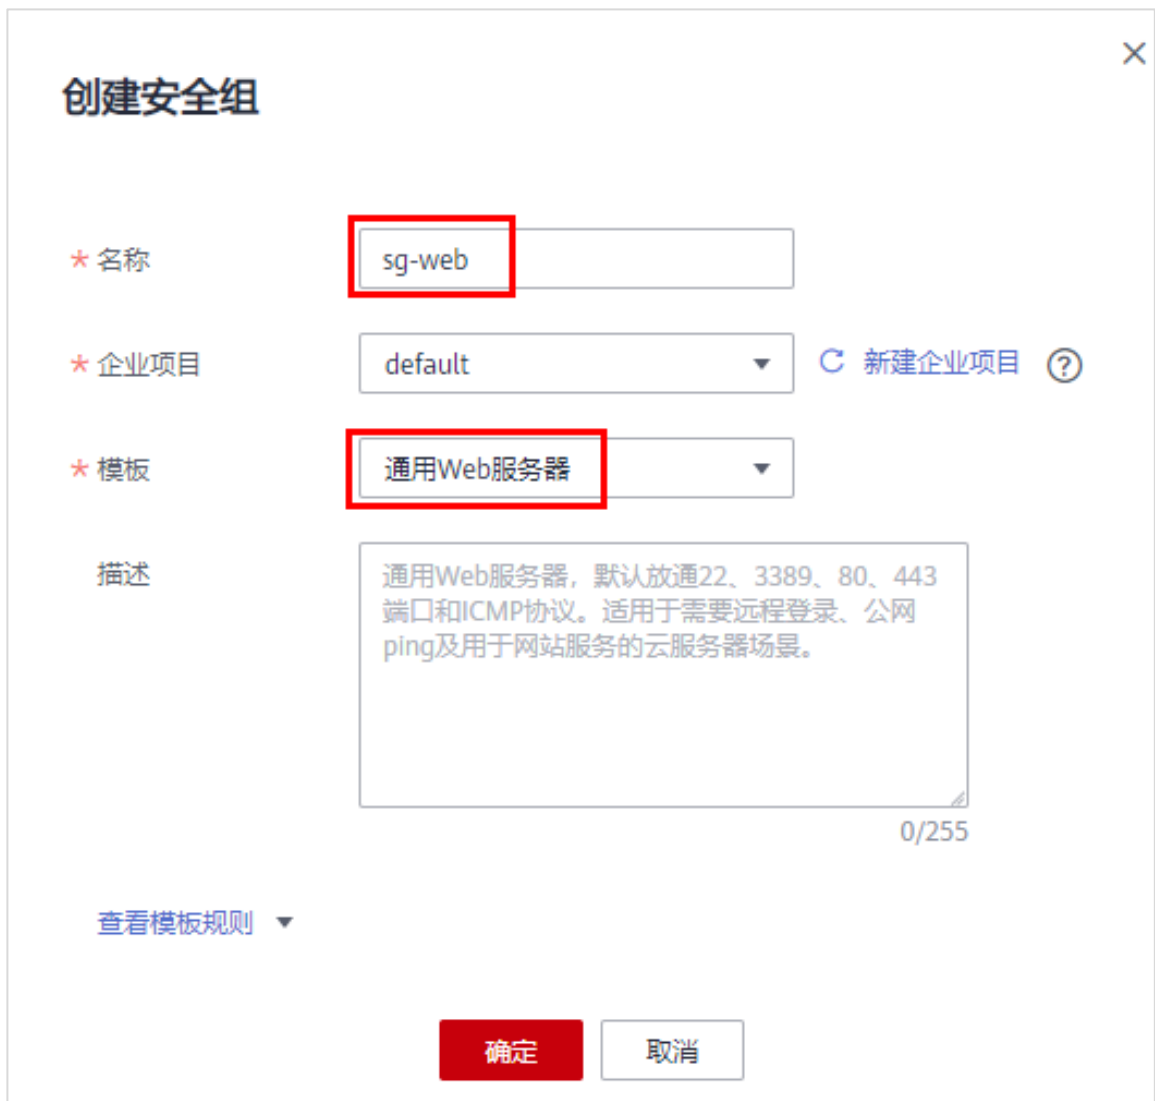 创建安全组
* 名称 sg-web
* 企业项目 default 新建企业项目 ?
* 模板 通用Web服务器
描述 通用Web服务器，默认放通22、3389、80、443
端口和ICMP协议。适用于需要远程登录、公网
ping及用于网站服务的云服务器场景。
0/255
查看模板规则
确定 取消